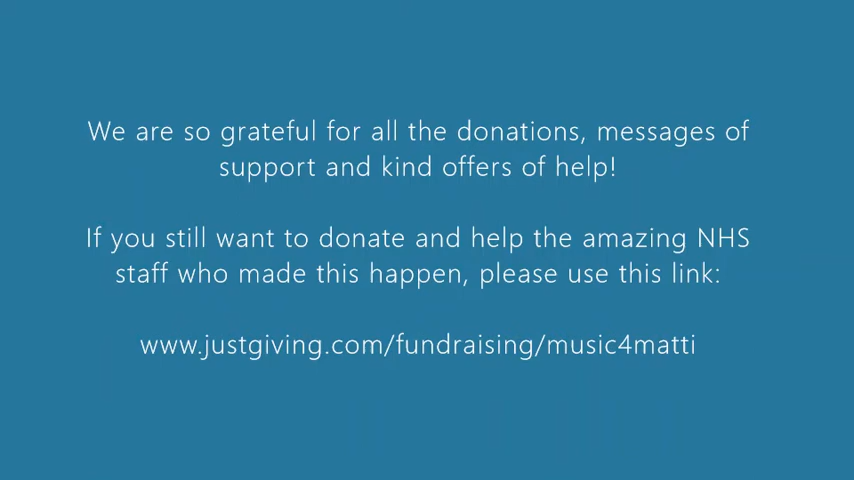 We are so grateful for all the donations, messages of
support and kind offers of help!
If you still want to donate and help the amazing NHS
staff who made this happen, please use this link:
www.justgiving.com/fundraising/music4matti